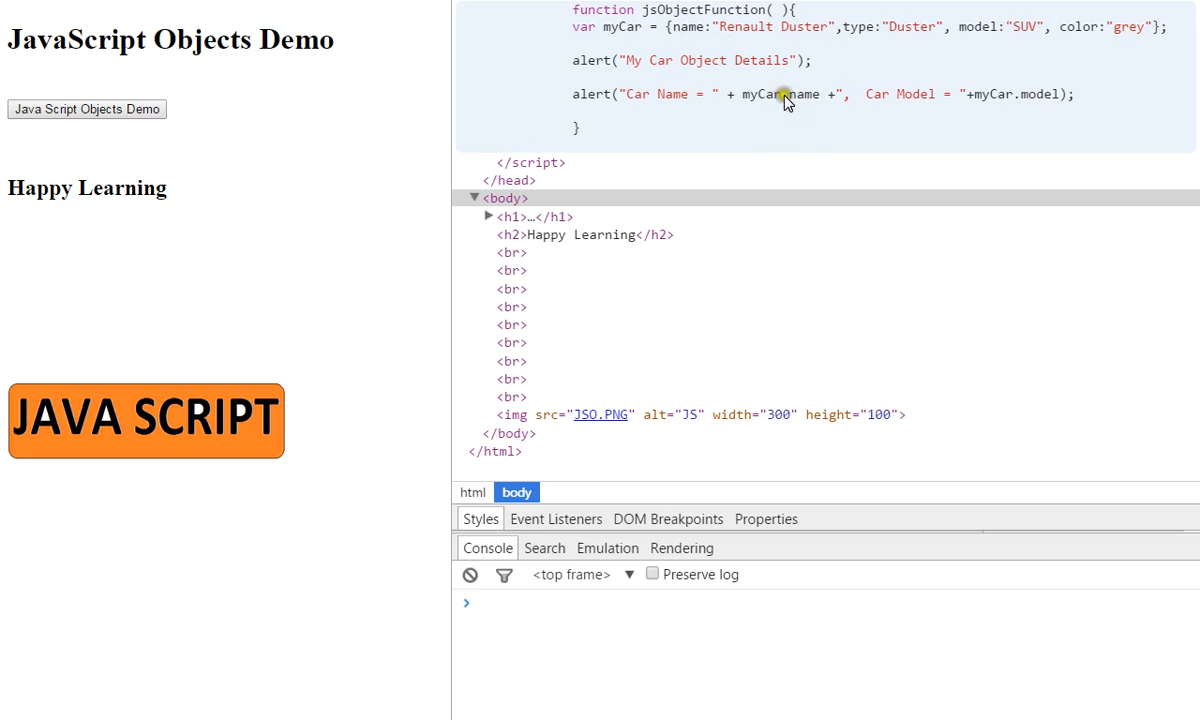 JavaScript Objects Demo
Java Script Objects Demo
Happy Learning
JAVA SCRIPT
function jsObjectFunction( ){
var myCar = {name:"Renault Duster",type:"Duster", model:"SUV", color:"grey"};
alert("My Car Object Details");
alert("Car Name = " + myCar.name +",  Car Model = "+myCar.model);
}
</script>
</head>
▼<body>
▶<h1>…</h1>
<h2>Happy Learning</h2>
<br>
<br>
<br>
<br>
<br>
<br>
<br>
<br>
<br>
<img src="JSO.PNG" alt="JS" width="300" height="100">
</body>
</html>
html body
Styles Event Listeners DOM Breakpoints Properties
Console Search Emulation Rendering
<top frame> ▼ Preserve log